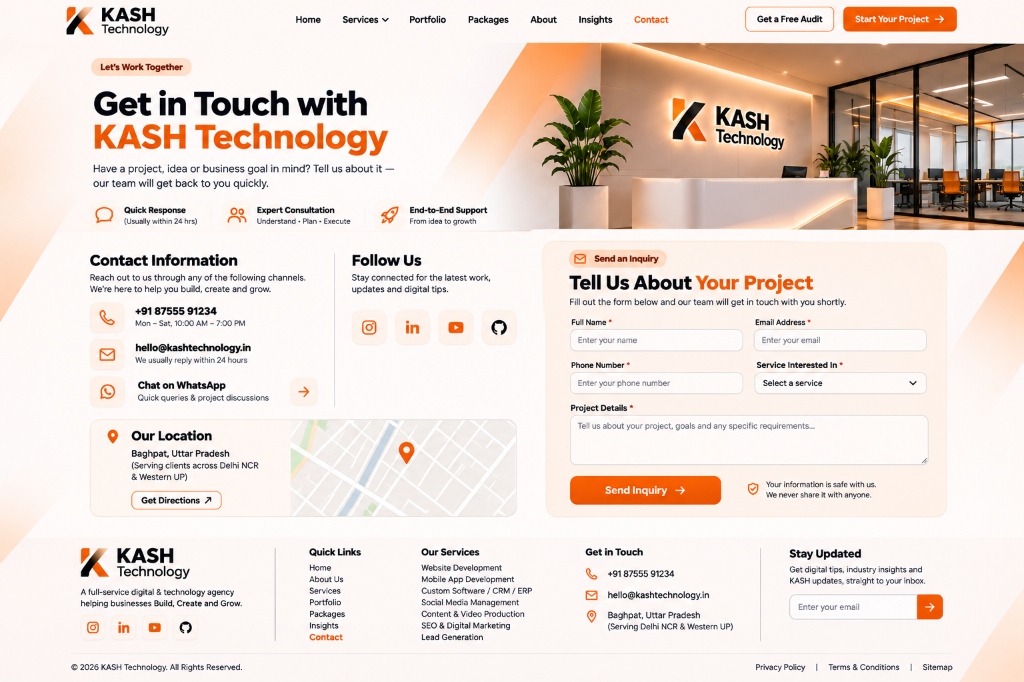 KASH
Technology
Home
Services
Portfolio
Packages
About
Insights
Contact
Get a Free Audit
Start Your Project
Let's Work Together
Get in Touch with
KASH Technology
Have a project, idea or business goal in mind? Tell us about it —
our team will get back to you quickly.
Quick Response
(Usually within 24 hrs)
Expert Consultation
Understand • Plan • Execute
End-to-End Support
From idea to growth
KASH
Technology
Contact Information
Reach out to us through any of the following channels.
We're here to help you build, create and grow.
+91 87555 91234
Mon – Sat, 10:00 AM – 7:00 PM
hello@kashtechnology.in
We usually reply within 24 hours
Chat on WhatsApp
Quick queries & project discussions
Follow Us
Stay connected for the latest work,
updates and digital tips.
in
Our Location
Baghpat, Uttar Pradesh
(Serving clients across Delhi NCR
& Western UP)
Get Directions
Send an Inquiry
Tell Us About Your Project
Fill out the form below and our team will get in touch with you shortly.
Full Name *
Enter your name
Email Address *
Enter your email
Phone Number *
Enter your phone number
Service Interested In *
Select a service
Project Details *
Tell us about your project, goals and any specific requirements...
Send Inquiry
Your information is safe with us.
We never share it with anyone.
KASH
Technology
A full-service digital & technology agency
helping businesses Build, Create and Grow.
in
Quick Links
Home
About Us
Services
Portfolio
Packages
Insights
Contact
Our Services
Website Development
Mobile App Development
Custom Software / CRM / ERP
Social Media Management
Content & Video Production
SEO & Digital Marketing
Lead Generation
Get in Touch
+91 87555 91234
hello@kashtechnology.in
Baghpat, Uttar Pradesh
(Serving Delhi NCR & Western UP)
Stay Updated
Get digital tips, industry insights and
KASH updates, straight to your inbox.
Enter your email
© 2026 KASH Technology. All Rights Reserved.
Privacy Policy | Terms & Conditions | Sitemap